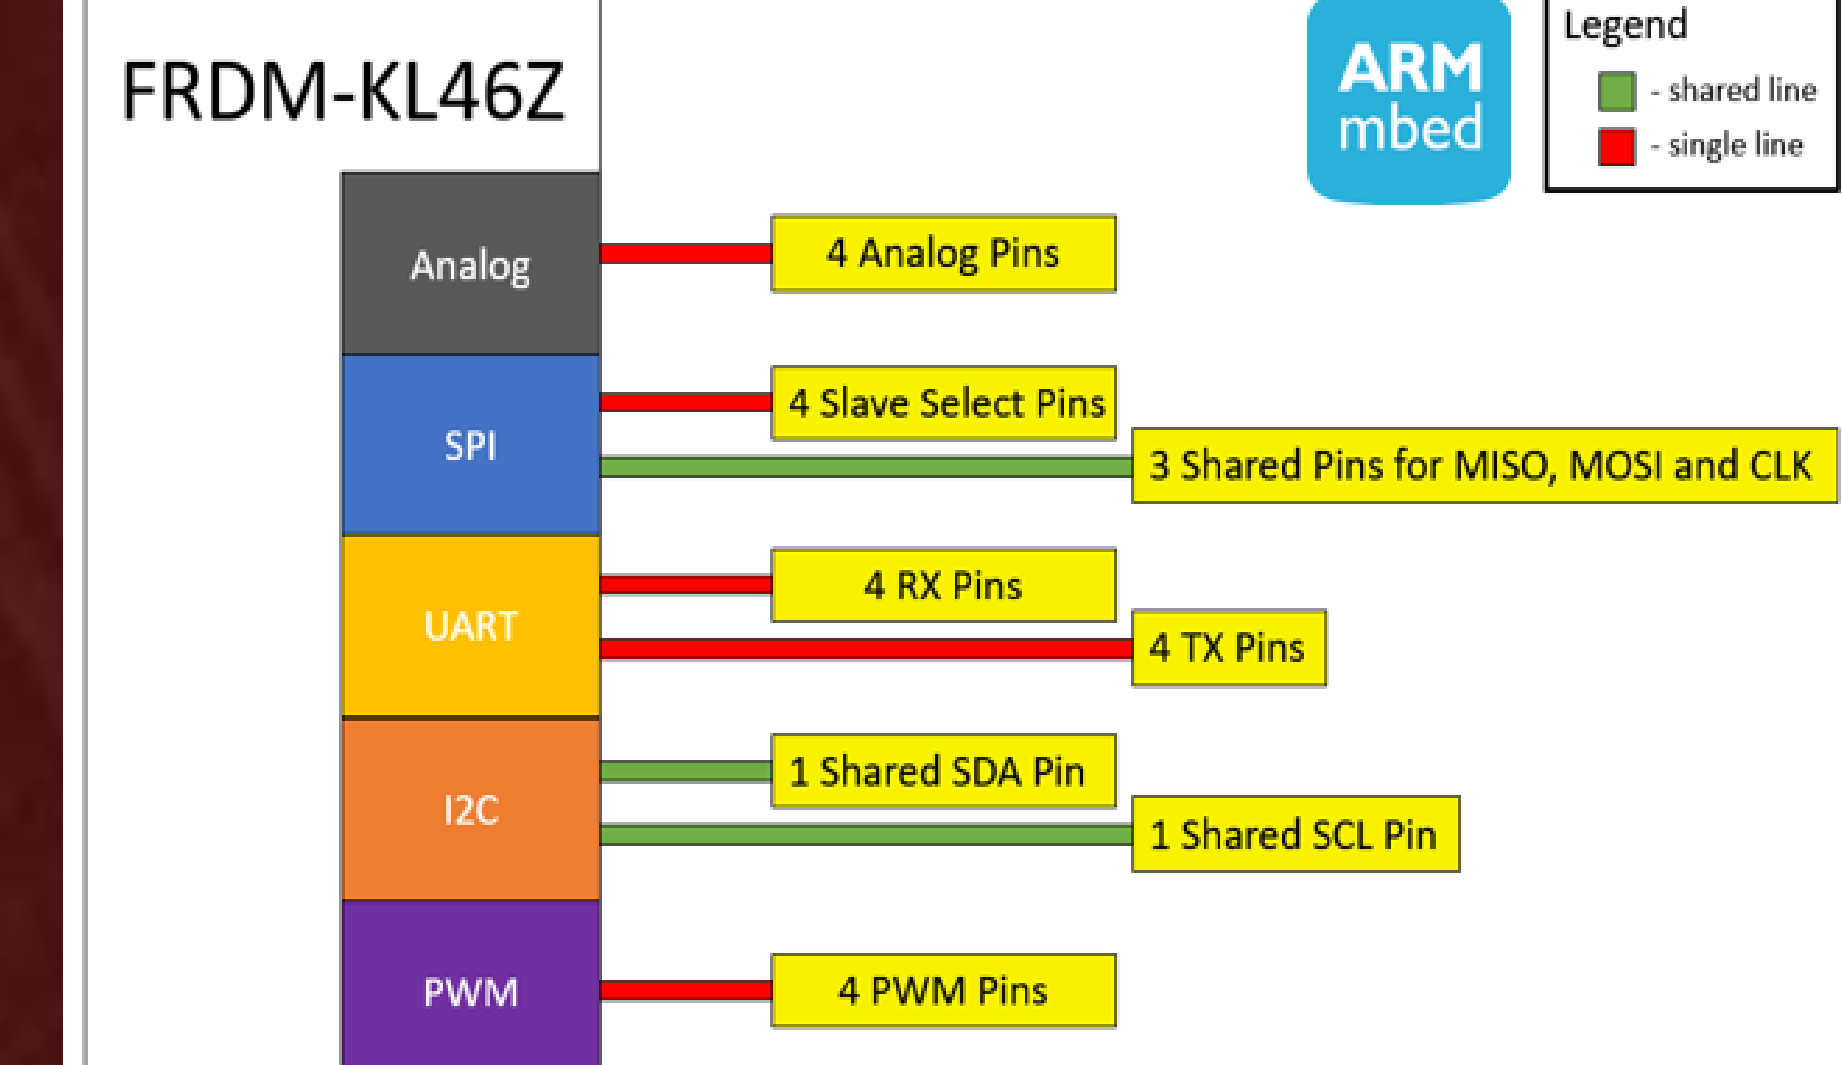 FRDM-KL46Z
ARM
mbed
Legend
- shared line
- single line
Analog
4 Analog Pins
SPI
4 Slave Select Pins
3 Shared Pins for MISO, MOSI and CLK
UART
4 RX Pins
4 TX Pins
I2C
1 Shared SDA Pin
1 Shared SCL Pin
PWM
4 PWM Pins